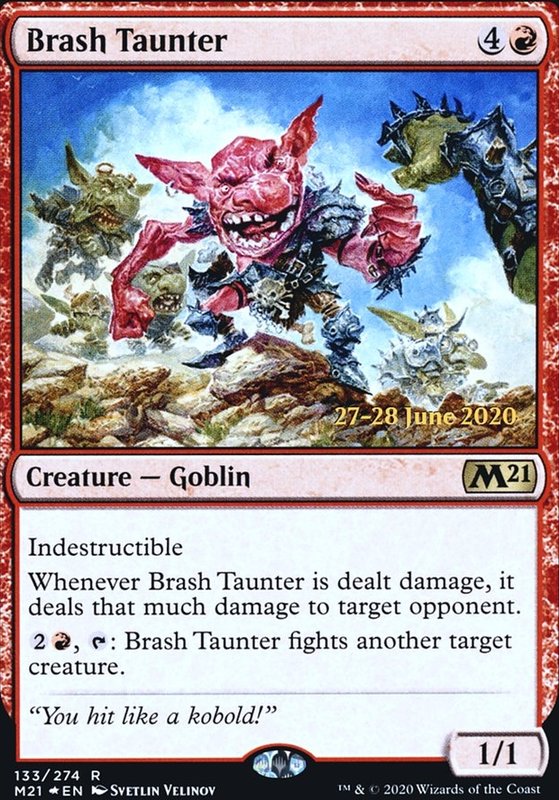 Brash Taunter 4
27–28 June 2020
Creature — Goblin M21
Indestructible
Whenever Brash Taunter is dealt damage, it
deals that much damage to target opponent.
2 , : Brash Taunter fights another target
creature.
“You hit like a kobold!”
1/1
133/274 R
M21 ★ EN Svetlin Velinov
™ & © 2020 Wizards of the Coast